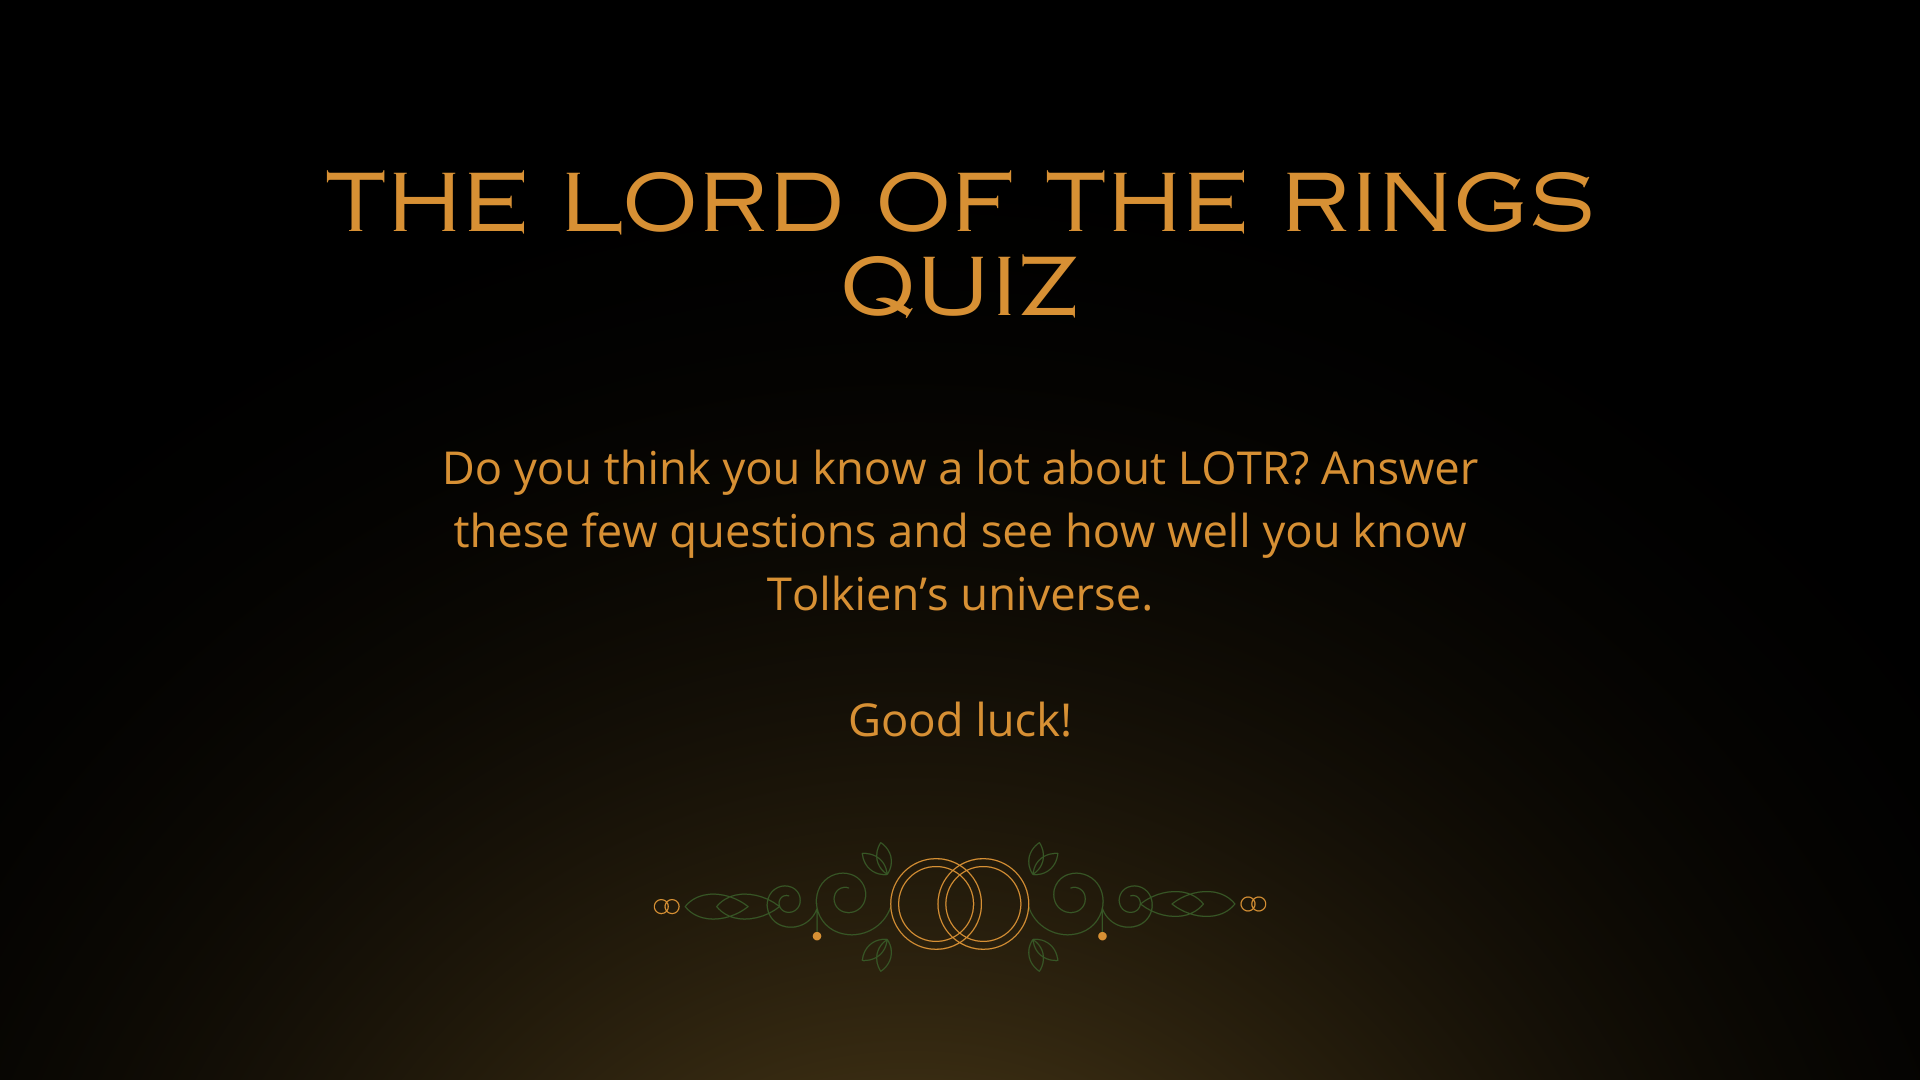 THE LORD OF THE RINGS
QUIZ
Do you think you know a lot about LOTR? Answer
these few questions and see how well you know
Tolkien’s universe.
Good luck!